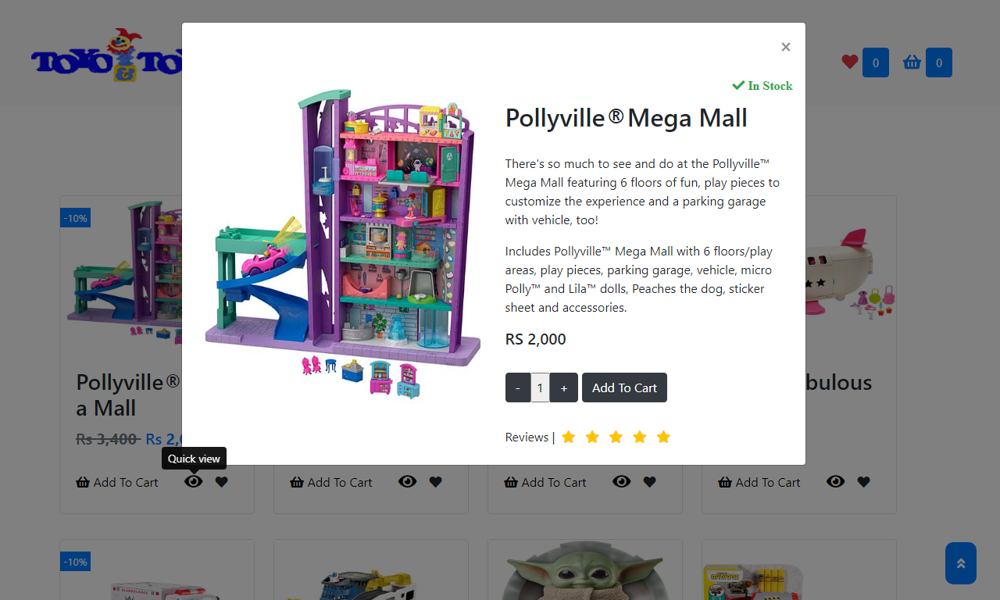 TOYO & TO
0
0
×
In Stock
Pollyville®Mega Mall
There's so much to see and do at the Pollyville™
Mega Mall featuring 6 floors of fun, play pieces to
customize the experience and a parking garage
with vehicle, too!
Includes Pollyville™ Mega Mall with 6 floors/play
areas, play pieces, parking garage, vehicle, micro
Polly™ and Lila™ dolls, Peaches the dog, sticker
sheet and accessories.
RS 2,000
- 1 + Add To Cart
Reviews |
-10%
Pollyville®
a Mall
Rs 3,400 Rs 2,0
Quick view
Add To Cart
Add To Cart
Add To Cart
bulous
Add To Cart
-10%